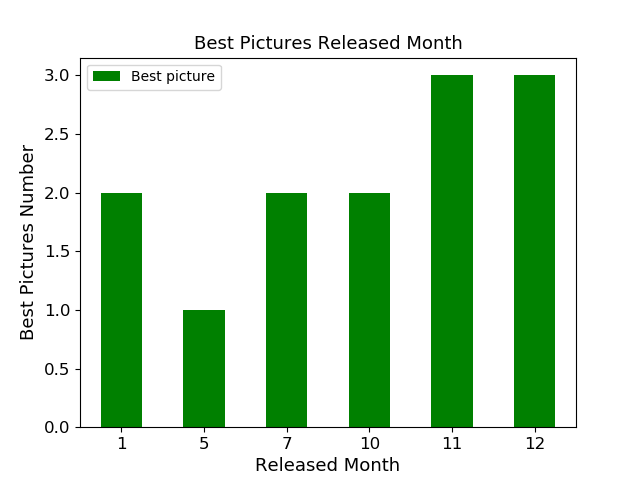 Best Pictures Released Month
Best picture
Best Pictures Number
3.0
2.5
2.0
1.5
1.0
0.5
0.0
1 5 7 10 11 12
Released Month